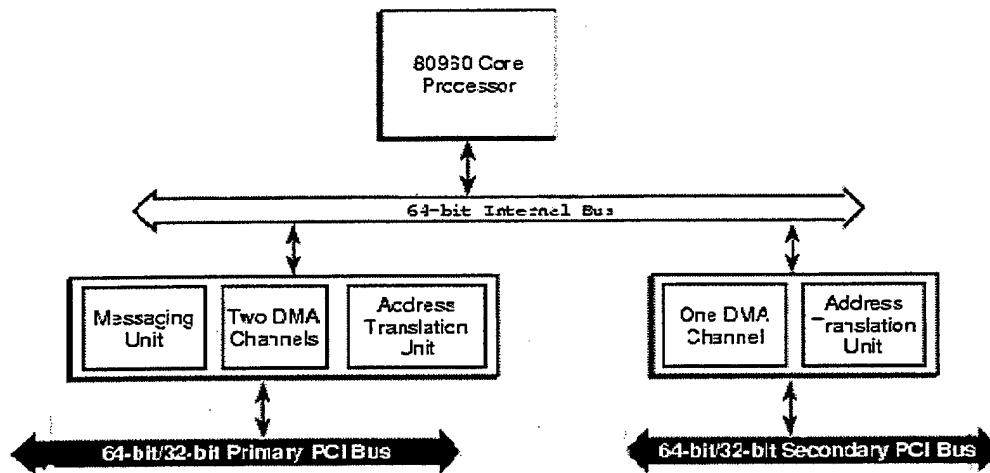 80960 Core
Processor
64-bit Internal Bus
Messaging
Unit
Two DMA
Channels
Address
Translation
Unit
One DMA
Channel
Address
Translation
Unit
64-bit/32-bit Primary PCI Bus
64-bit/32-bit Secondary PCI Bus